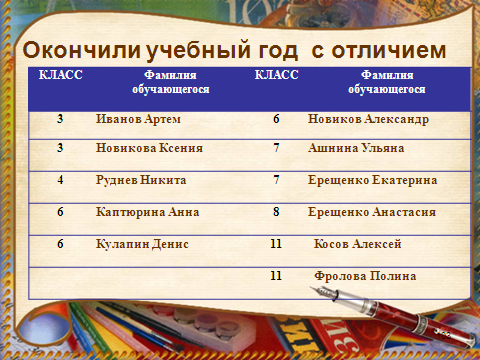 Окончили учебный год с отличием
КЛАСС Фамилия обучающегося КЛАСС Фамилия обучающегося
3 Иванов Артем 6 Новиков Александр
3 Новикова Ксения 7 Ашнина Ульяна
4 Руднев Никита 7 Ерещенко Екатерина
6 Каптюрина Анна 8 Ерещенко Анастасия
6 Кулапин Денис 11 Косов Алексей
11 Фролова Полина